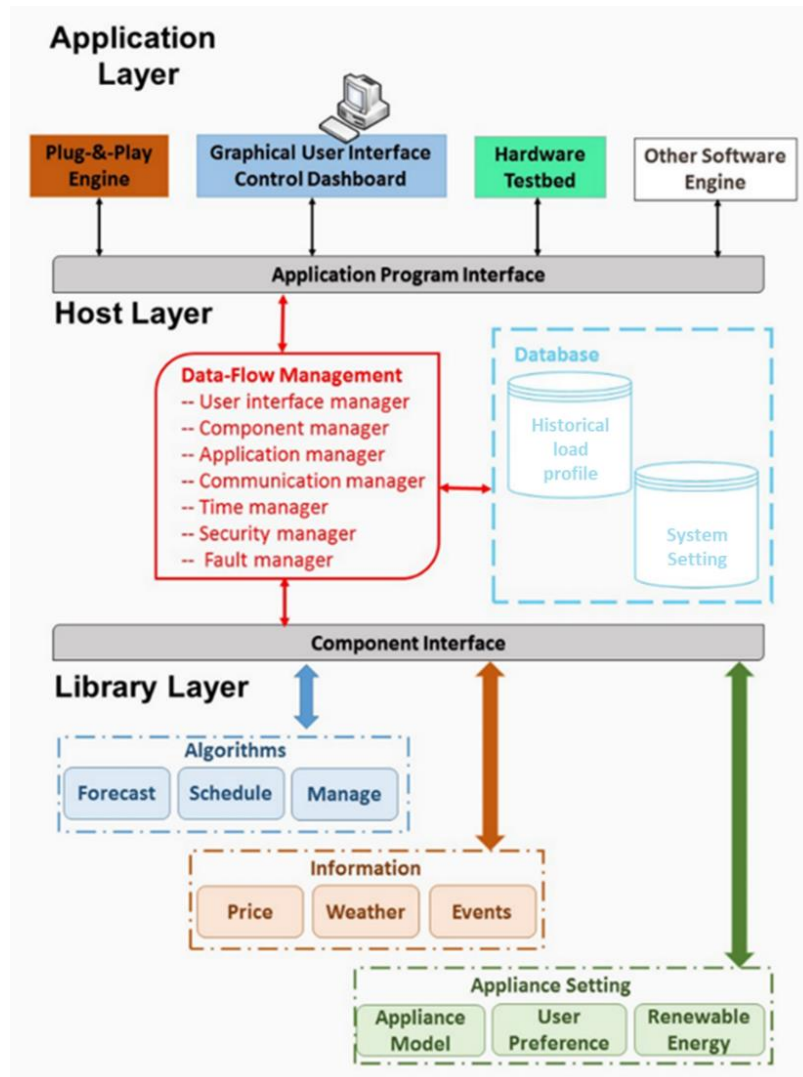 Application
Layer
Plug-&-Play
Engine
Graphical User Interface
Control Dashboard
Hardware
Testbed
Other Software
Engine
Application Program Interface
Host Layer
Data-Flow Management
-- User interface manager
-- Component manager
-- Application manager
-- Communication manager
-- Time manager
-- Security manager
-- Fault manager
Database
Historical
load
profile
System
Setting
Component Interface
Library Layer
Algorithms
Forecast
Schedule
Manage
Information
Price
Weather
Events
Appliance Setting
Appliance
Model
User
Preference
Renewable
Energy